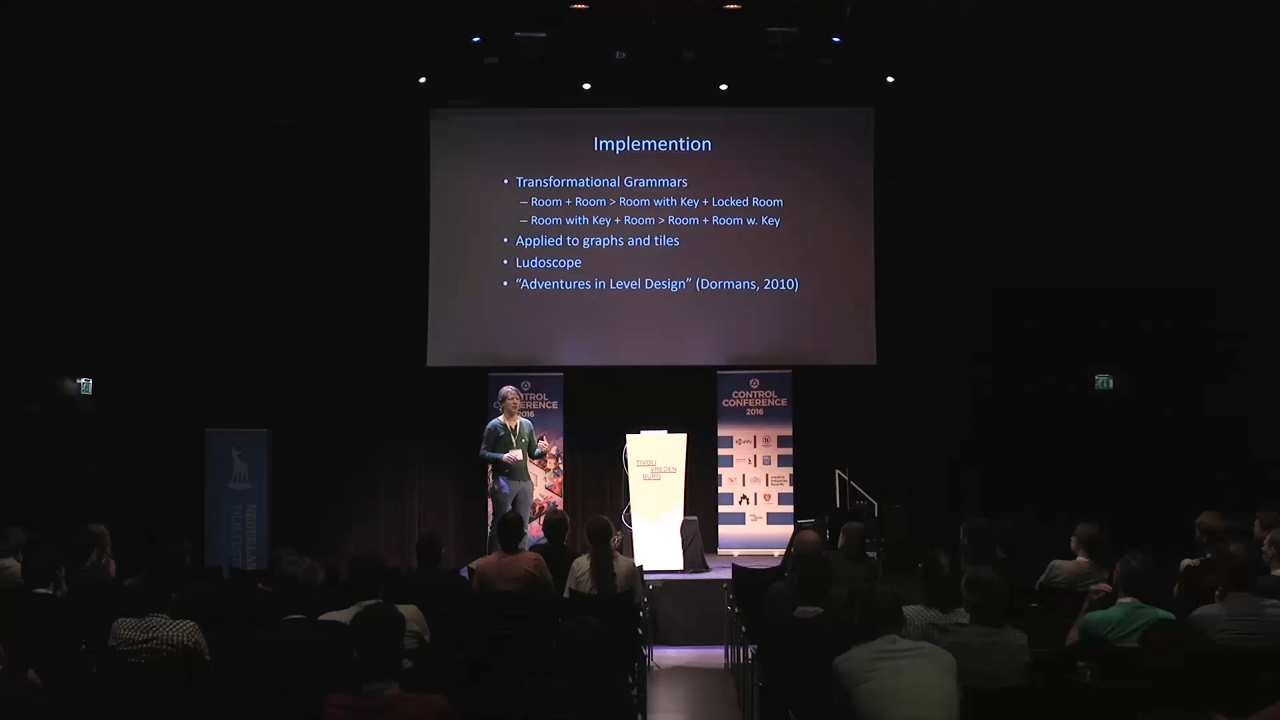 Implemention
• Transformational Grammars
– Room + Room > Room with Key + Locked Room
– Room with Key + Room > Room + Room w. Key
• Applied to graphs and tiles
• Ludoscope
• “Adventures in Level Design” (Dormans, 2010)
CONTROL
CONFERENCE
2016
TIVOLI
VREDEN
BURG
CONTROL
CONFERENCE
2016
unity